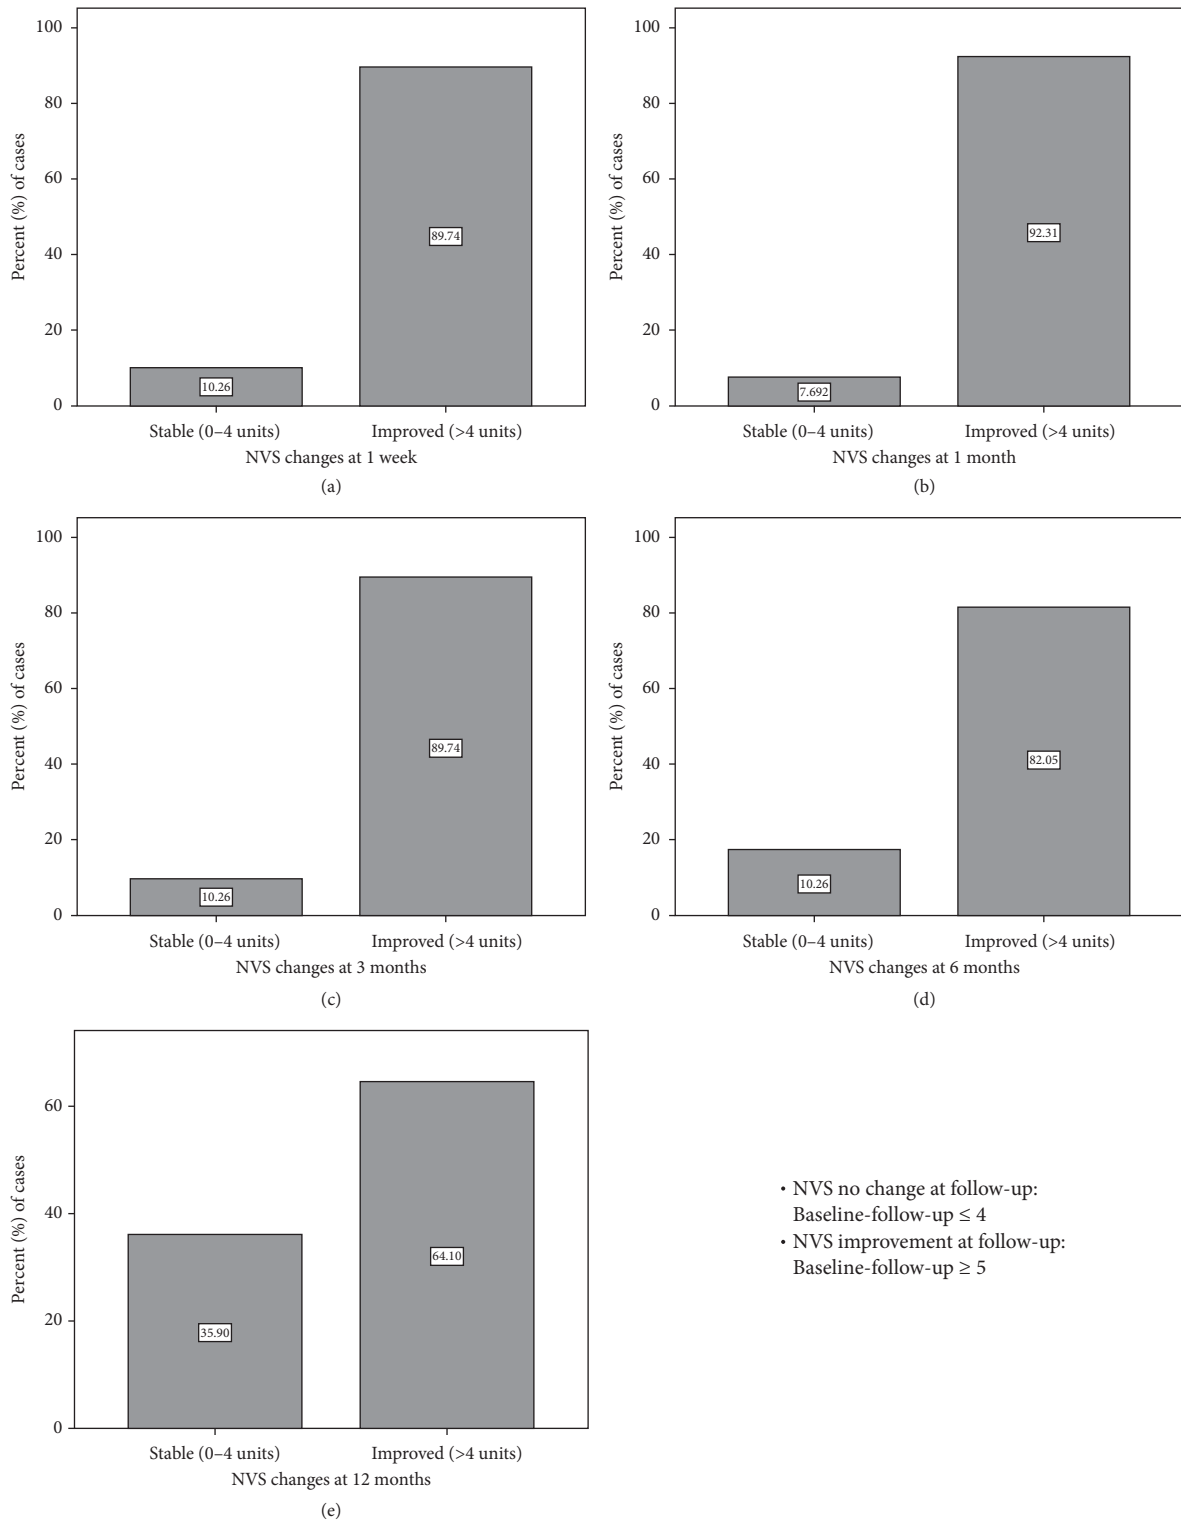 100
80
60
40
20
0
Percent (%) of cases
10.26
89.74
Stable (0–4 units)
Improved (>4 units)
NVS changes at 1 week
(a)
100
80
60
40
20
0
Percent (%) of cases
7.692
92.31
Stable (0–4 units)
Improved (>4 units)
NVS changes at 1 month
(b)
100
80
60
40
20
0
Percent (%) of cases
10.26
89.74
Stable (0–4 units)
Improved (>4 units)
NVS changes at 3 months
(c)
100
80
60
40
20
0
Percent (%) of cases
10.26
82.05
Stable (0–4 units)
Improved (>4 units)
NVS changes at 6 months
(d)
60
40
20
0
Percent (%) of cases
35.90
64.10
Stable (0–4 units)
Improved (>4 units)
NVS changes at 12 months
(e)
• NVS no change at follow-up:
Baseline-follow-up ≤ 4
• NVS improvement at follow-up:
Baseline-follow-up ≥ 5